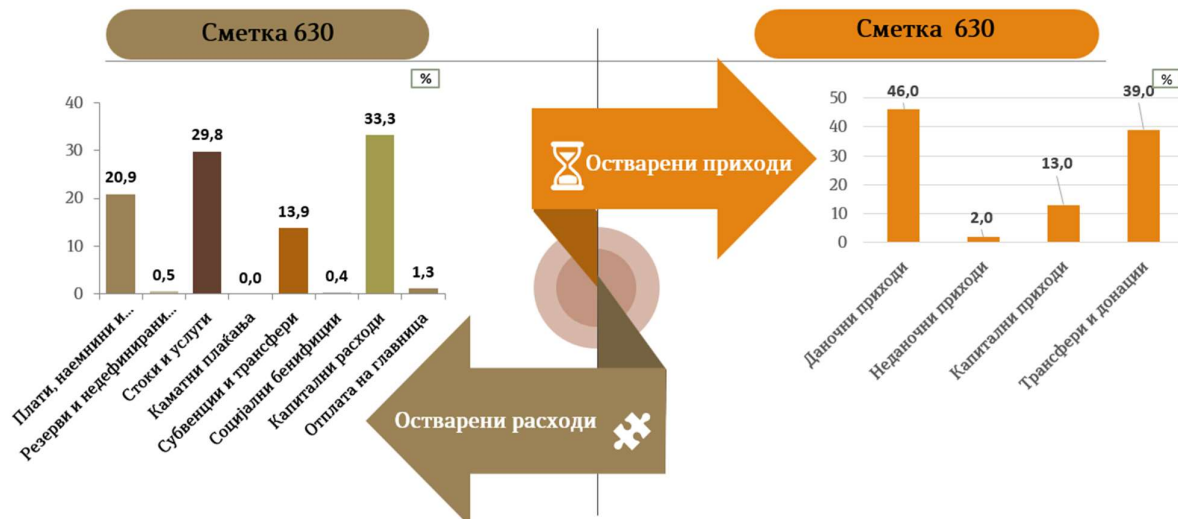 Сметка 630
%
40
30
20
10
0
20,9
0,5
29,8
0,0
13,9
0,4
33,3
1,3
Плати, наемнини и...
Резерви и недефинирани...
Стоки и услуги
Каматни плаќања
Субвенции и трансфери
Социјални бенифиции
Капитални расходи
Отплата на главница
Остварени приходи
Остварени расходи
Сметка 630
%
50
40
30
20
10
0
46,0
2,0
13,0
39,0
Даночни приходи
Неданочни приходи
Капитални приходи
Трансфери и донации